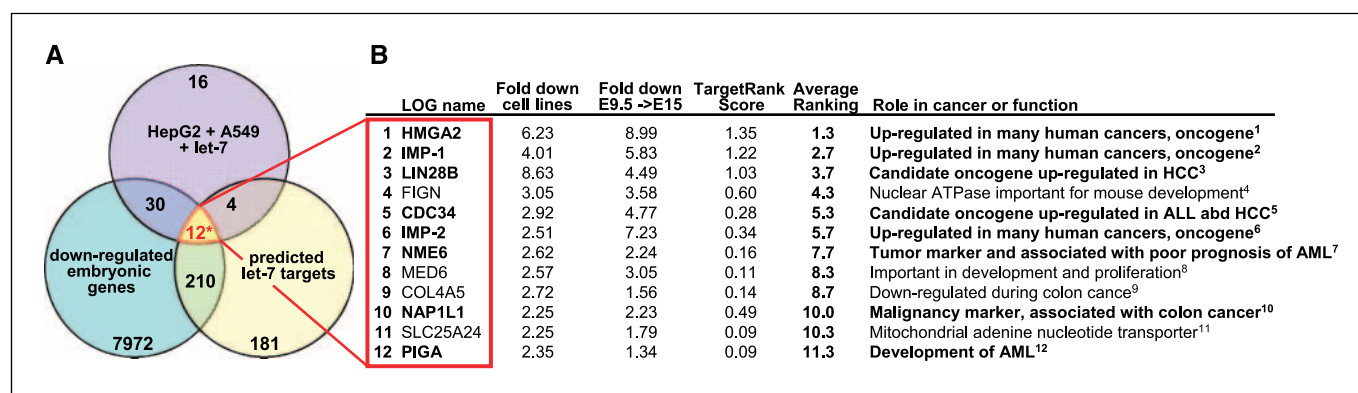 A
16
HepG2 + A549
+ let-7
30
4
12*
down-regulated
embryonic
genes
predicted
let-7 targets
210
7972
181
B
LOG name Fold down cell lines Fold down E9.5 ->E15 TargetRank Score Average Ranking Role in cancer or function
1 HMGA2 6.23 8.99 1.35 1.3 Up-regulated in many human cancers, oncogene1
2 IMP-1 4.01 5.83 1.22 2.7 Up-regulated in many human cancers, oncogene2
3 LIN28B 8.63 4.49 1.03 3.7 Candidate oncogene up-regulated in HCC3
4 FIGN 3.05 3.58 0.60 4.3 Nuclear ATPase important for mouse development4
5 CDC34 2.92 4.77 0.28 5.3 Candidate oncogene up-regulated in ALL abd HCC5
6 IMP-2 2.51 7.23 0.34 5.7 Up-regulated in many human cancers, oncogene6
7 NME6 2.62 2.24 0.16 7.7 Tumor marker and associated with poor prognosis of AML7
8 MED6 2.57 3.05 0.11 8.3 Important in development and proliferation8
9 COL4A5 2.72 1.56 0.14 8.7 Down-regulated during colon cance9
10 NAP1L1 2.25 2.23 0.49 10.0 Malignancy marker, associated with colon cancer10
11 SLC25A24 2.25 1.79 0.09 10.3 Mitochondrial adenine nucleotide transporter11
12 PIGA 2.35 1.34 0.09 11.3 Development of AML12